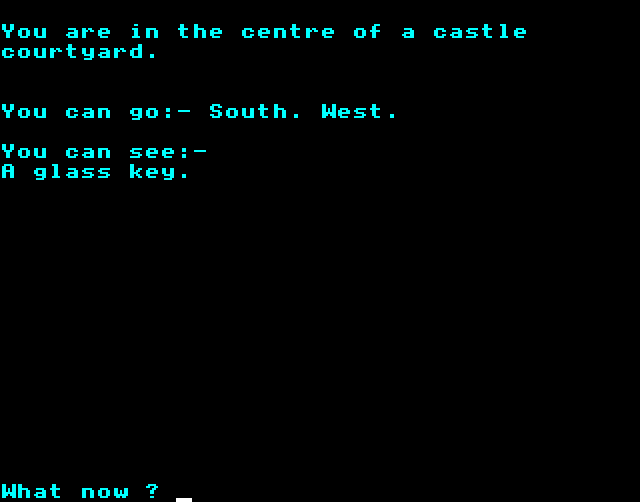 You are in the centre of a castle
courtyard.
You can go:- South. West.
You can see:-
A glass key.
What now ?